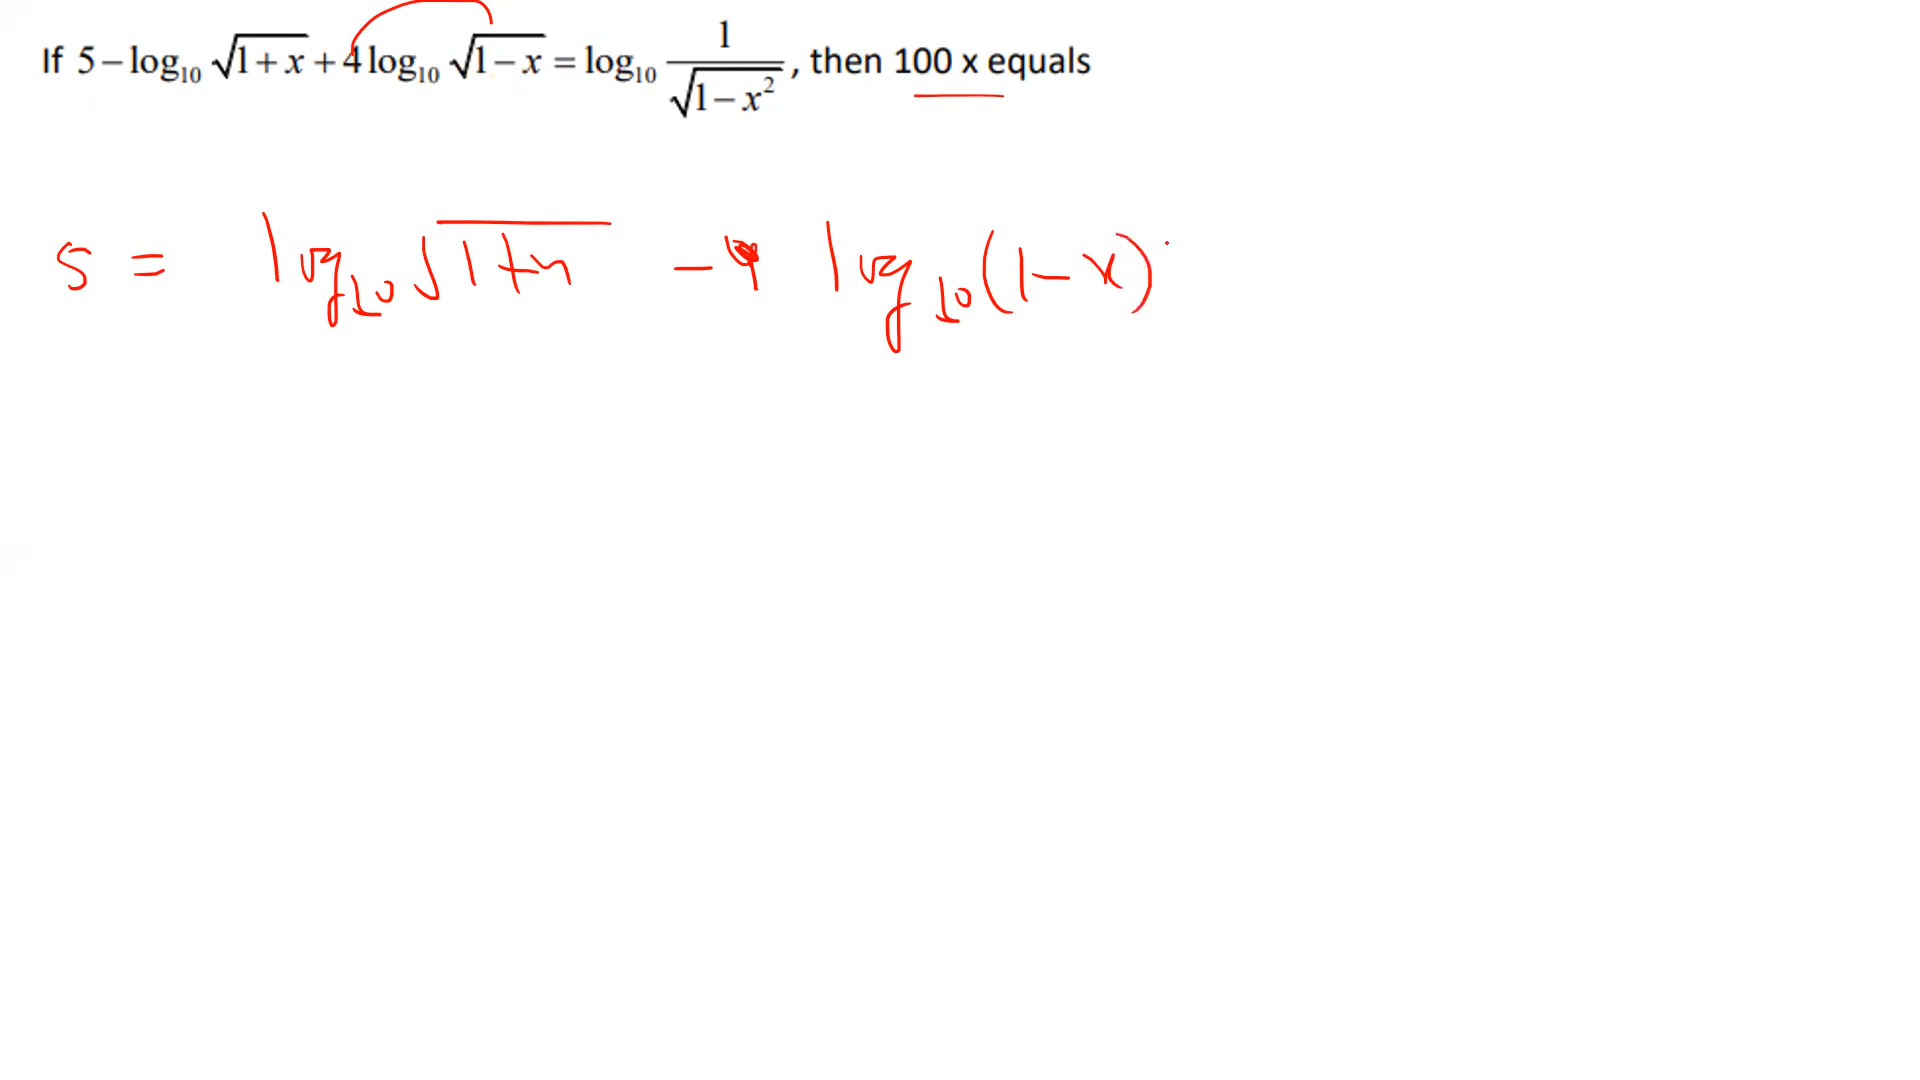 If 5 − log₁₀ √(1+x) + 4 log₁₀ √(1−x) = log₁₀ 1/√(1−x²), then 100 x equals
5 = log₁₀ √(1+x) − 4 log₁₀ (1−x)